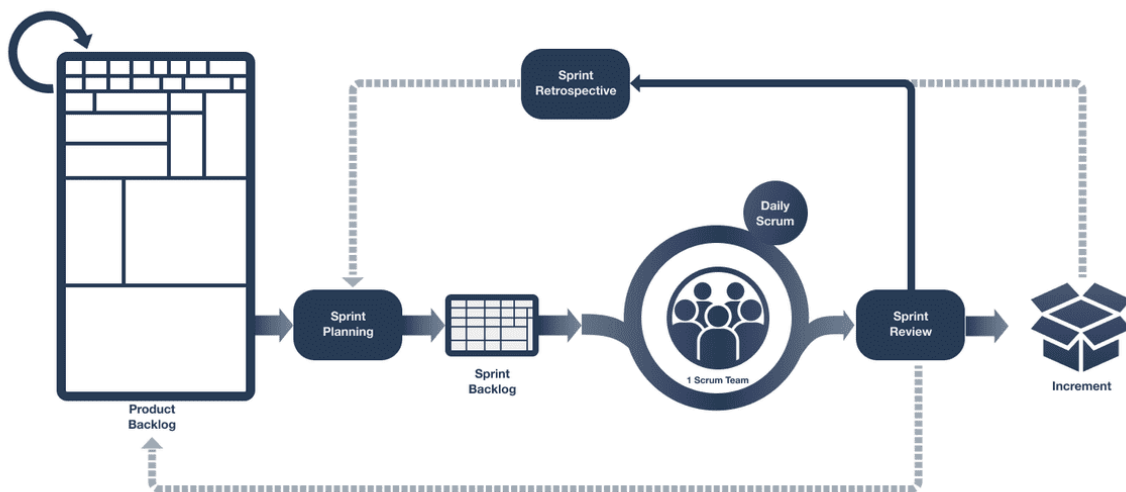 Sprint
Retrospective
Daily
Scrum
Sprint
Planning
Sprint
Review
1 Scrum Team
Sprint
Backlog
Increment
Product
Backlog